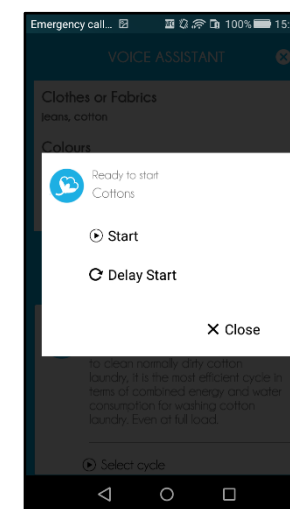 Emergency call... 100% 15:
VOICE ASSISTANT
Clothes or Fabrics
Jeans, cotton
Colours
Ready to start
Cottons
Start
Delay Start
Close
to clean normally dirty cotton
laundry, it is the most efficient cycle in
terms of combined energy and water
consumption for washing cotton
laundry. Even at full load.
Select cycle